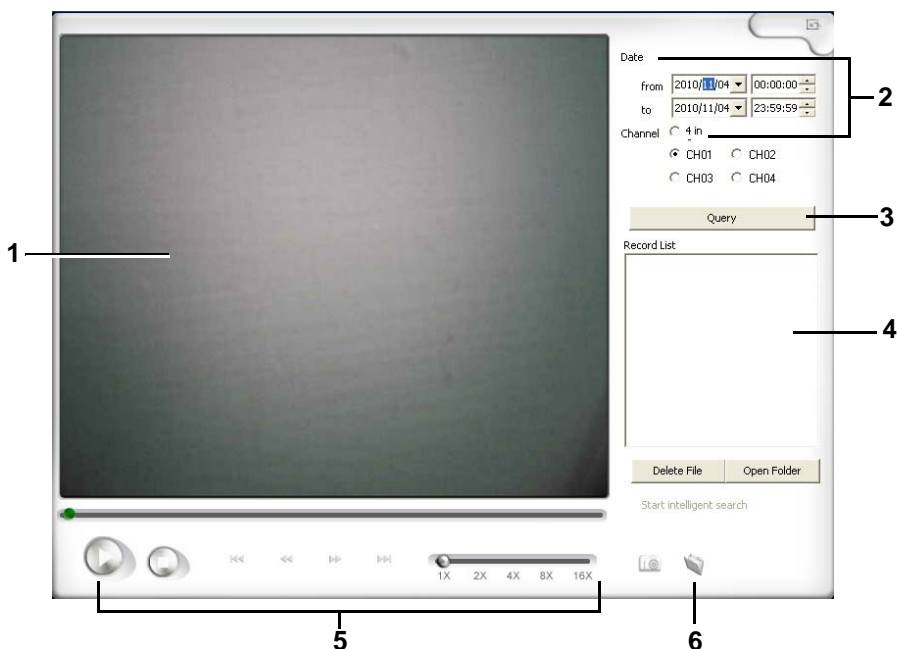 Date
from 2010/11/04 00:00:00
2
to 2010/11/04 23:59:59
Channel 4 in
CH01 CH02
CH03 CH04
Query 3
Record List
1
4
Delete File Open Folder
Start intelligent search
1X 2X 4X 8X 16X
5 6